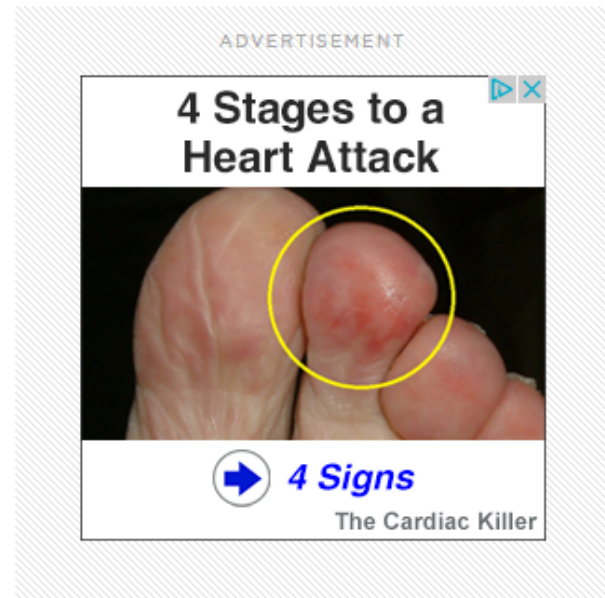 ADVERTISEMENT
4 Stages to a
Heart Attack
4 Signs
The Cardiac Killer